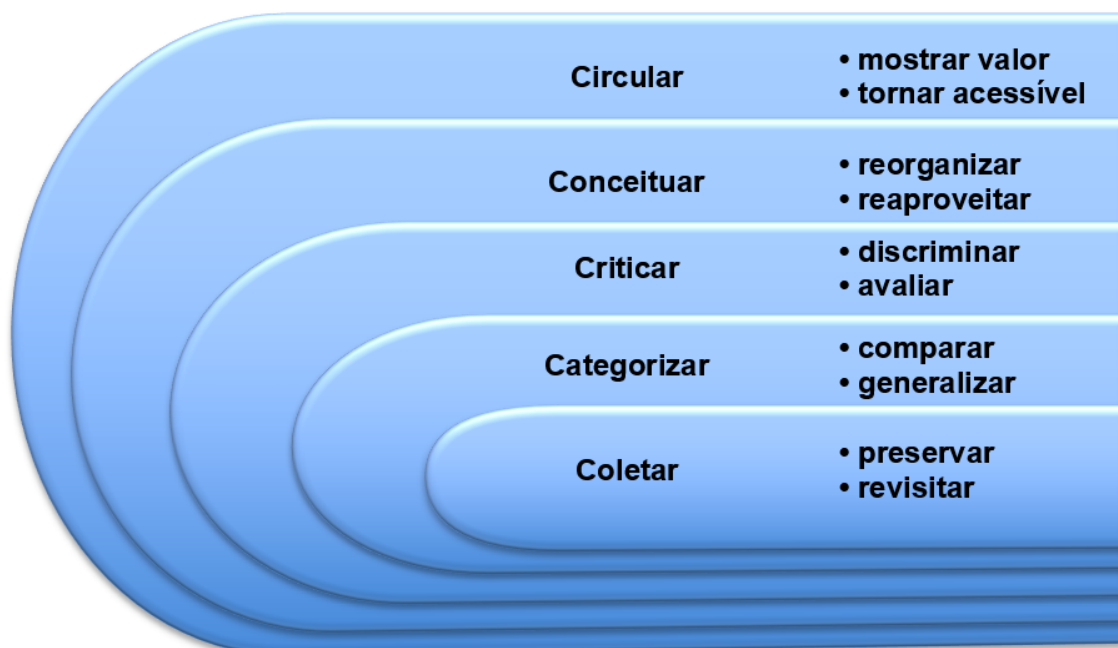 Circular
• mostrar valor
• tornar acessível
Conceituar
• reorganizar
• reaproveitar
Criticar
• discriminar
• avaliar
Categorizar
• comparar
• generalizar
Coletar
• preservar
• revisitar